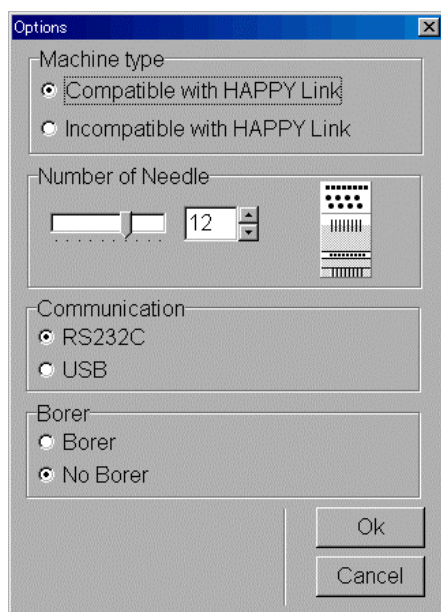 Options
Machine type
Compatible with HAPPY Link
Incompatible with HAPPY Link
Number of Needle
12
Communication
RS232C
USB
Borer
Borer
No Borer
Ok
Cancel